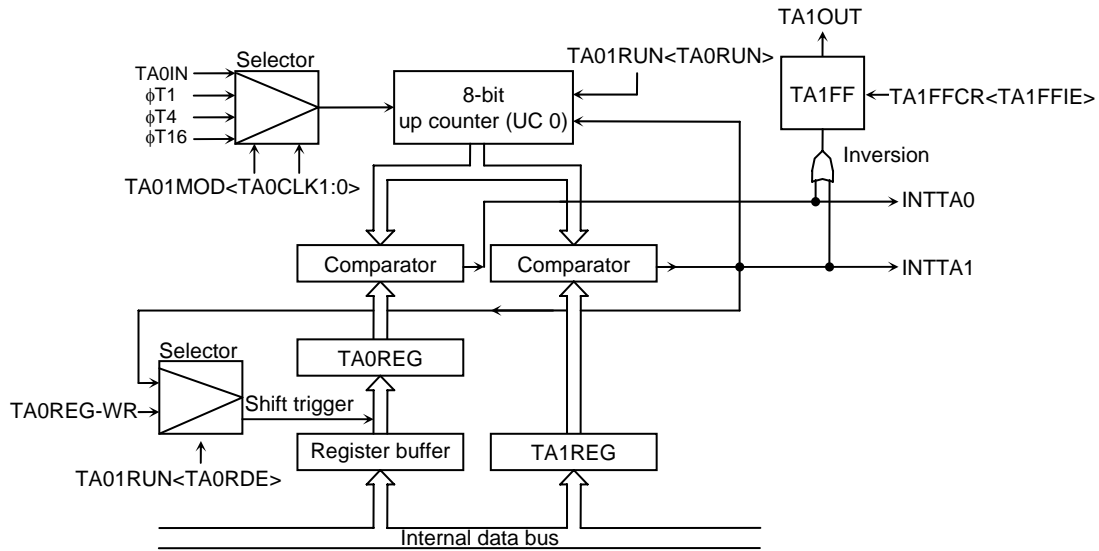 TA1OUT
Selector
TA01RUN<TA0RUN>
TA0IN
ϕT1
ϕT4
ϕT16
8-bit
up counter (UC 0)
TA1FF
TA1FFCR<TA1FFIE>
Inversion
TA01MOD<TA0CLK1:0>
INTTA0
Comparator
Comparator
INTTA1
Selector
TA0REG
TA0REG-WR
Shift trigger
Register buffer
TA1REG
TA01RUN<TA0RDE>
Internal data bus